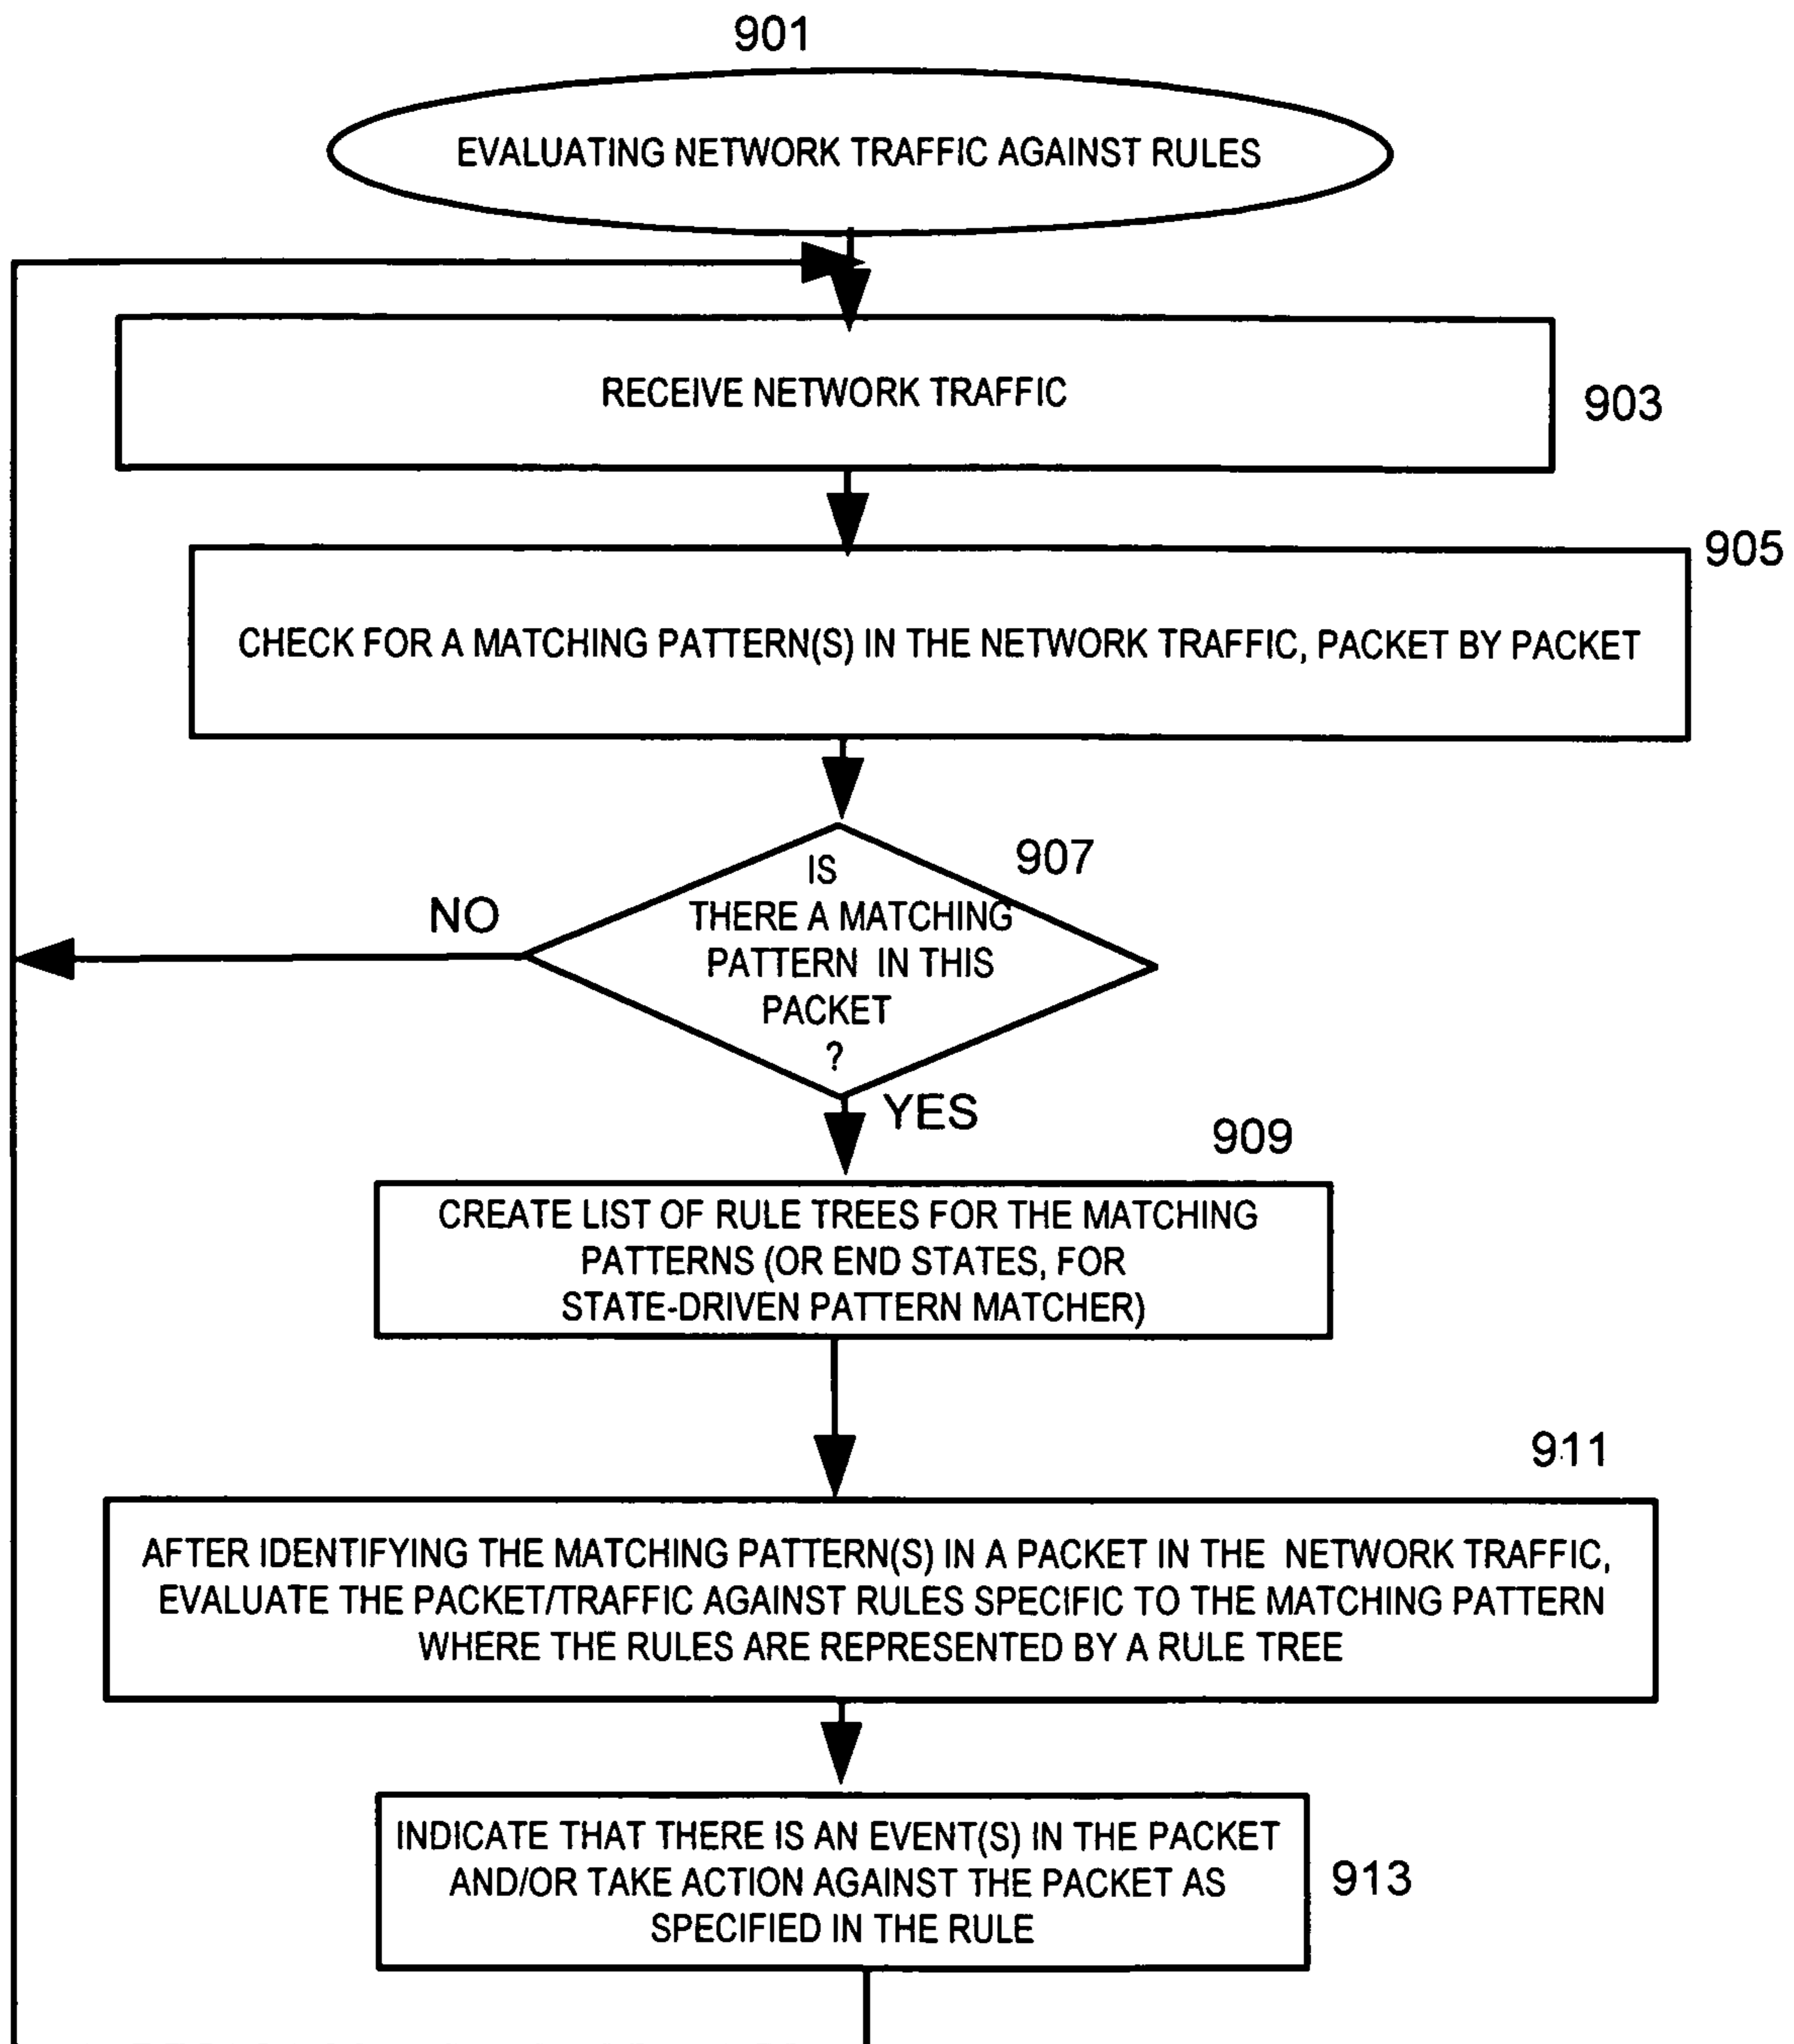 901
EVALUATING NETWORK TRAFFIC AGAINST RULES
RECEIVE NETWORK TRAFFIC
903
905
CHECK FOR A MATCHING PATTERN(S) IN THE NETWORK TRAFFIC, PACKET BY PACKET
907
IS
THERE A MATCHING
PATTERN IN THIS
PACKET
?
NO
YES
909
CREATE LIST OF RULE TREES FOR THE MATCHING
PATTERNS (OR END STATES, FOR
STATE-DRIVEN PATTERN MATCHER)
911
AFTER IDENTIFYING THE MATCHING PATTERN(S) IN A PACKET IN THE NETWORK TRAFFIC,
EVALUATE THE PACKET/TRAFFIC AGAINST RULES SPECIFIC TO THE MATCHING PATTERN
WHERE THE RULES ARE REPRESENTED BY A RULE TREE
INDICATE THAT THERE IS AN EVENT(S) IN THE PACKET
AND/OR TAKE ACTION AGAINST THE PACKET AS
SPECIFIED IN THE RULE
913